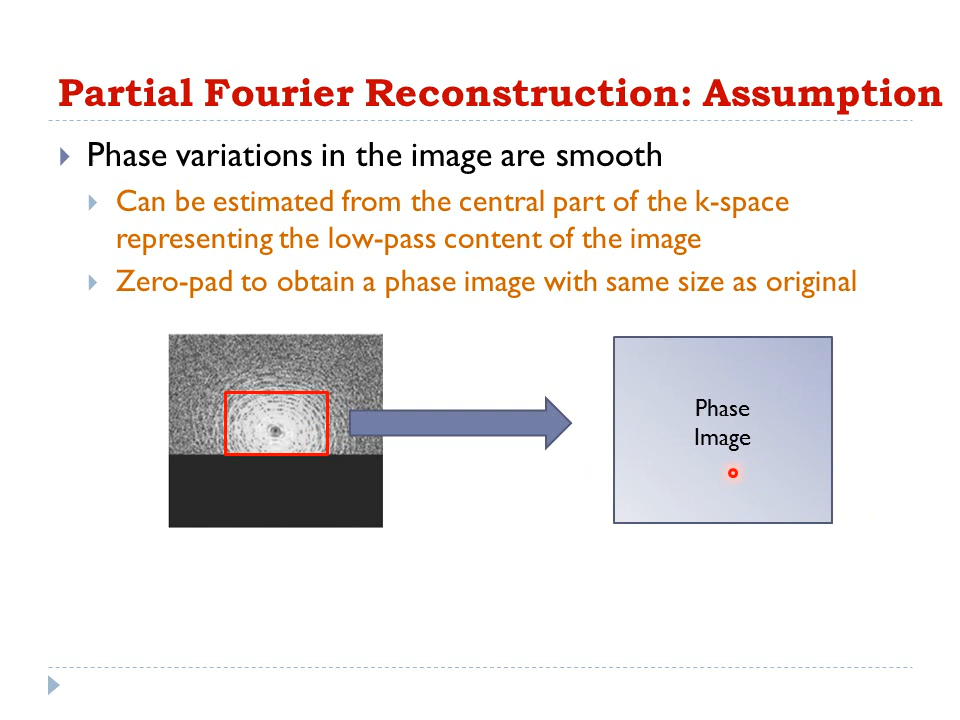 Partial Fourier Reconstruction: Assumption
Phase variations in the image are smooth
Can be estimated from the central part of the k-space
representing the low-pass content of the image
Zero-pad to obtain a phase image with same size as original
Phase
Image